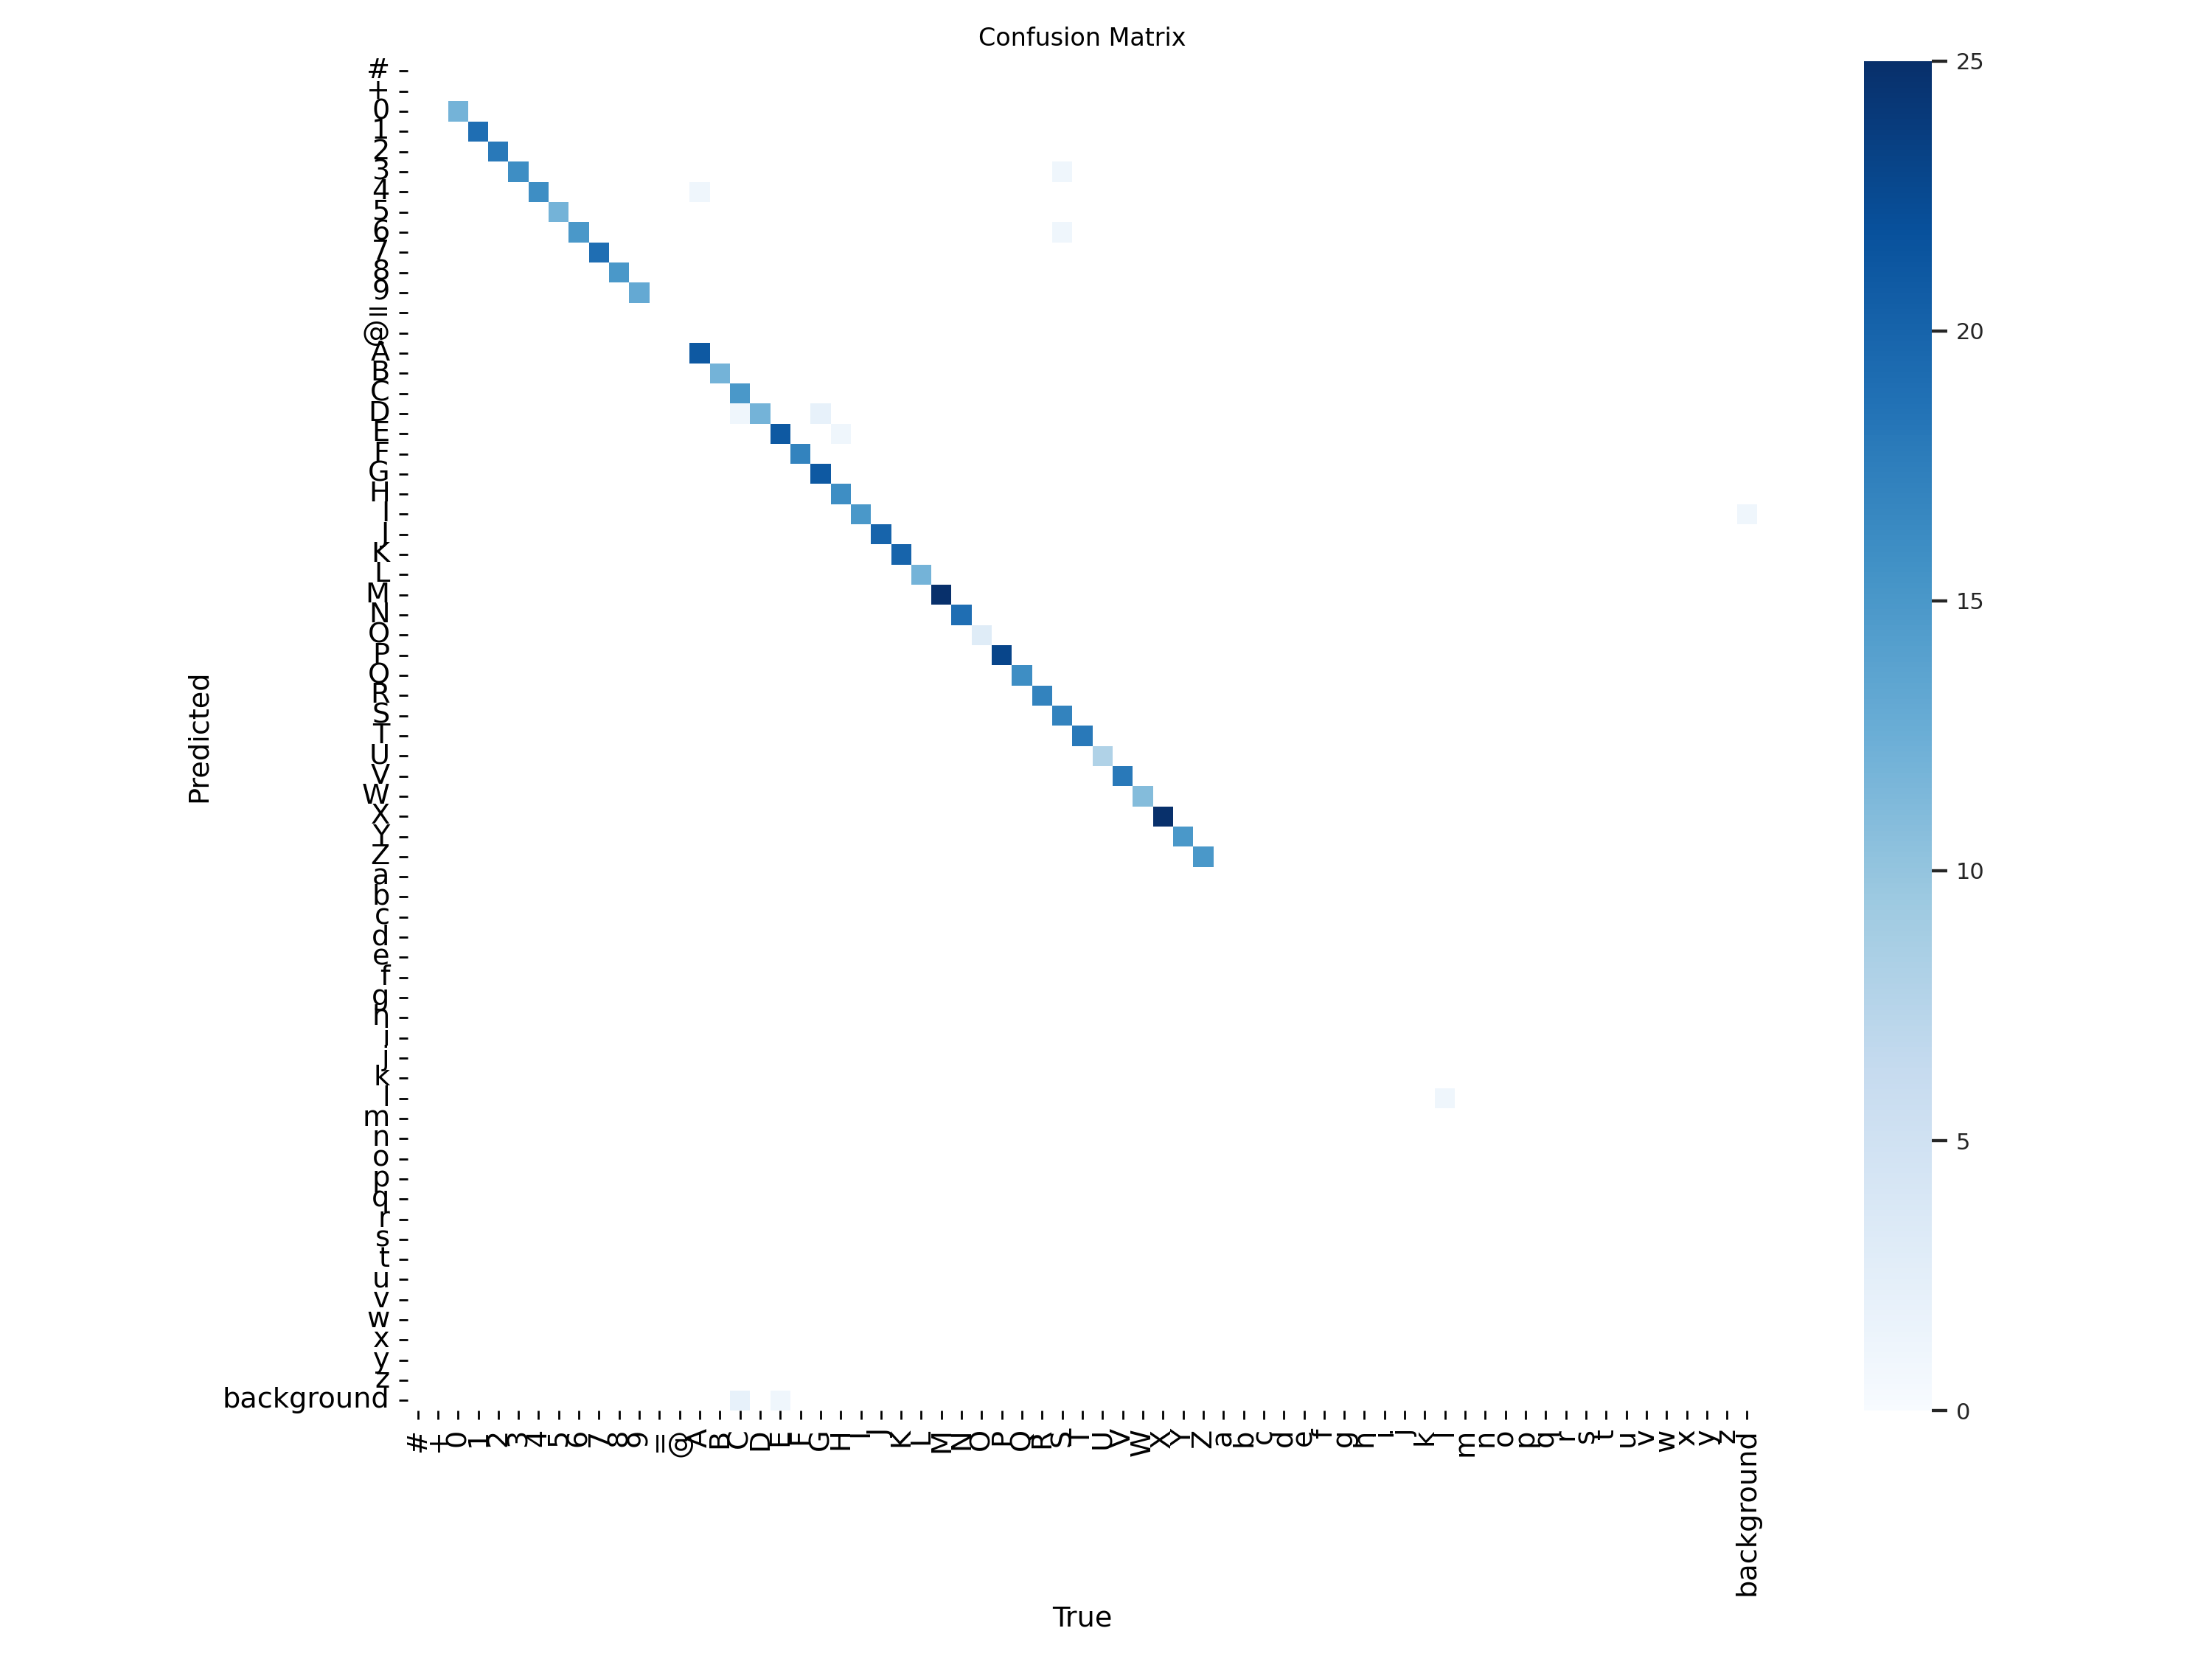 Confusion Matrix
#
+
0
1
2
3
4
5
6
7
8
9
=
@
A
B
C
D
E
F
G
H
I
J
K
L
M
N
O
P
Q
R
S
T
U
V
W
X
Y
Z
a
b
c
d
e
f
g
h
i
j
k
l
m
n
o
p
q
r
s
t
u
v
w
x
y
z
background
Predicted
# + 0 1 2 3 4 5 6 7 8 9 = @ A B C D E F G H I J K L M N O P Q R S T U V W X Y Z a b c d e f g h i j k l m n o p q r s t u v w x y z background
True
25
20
15
10
5
0